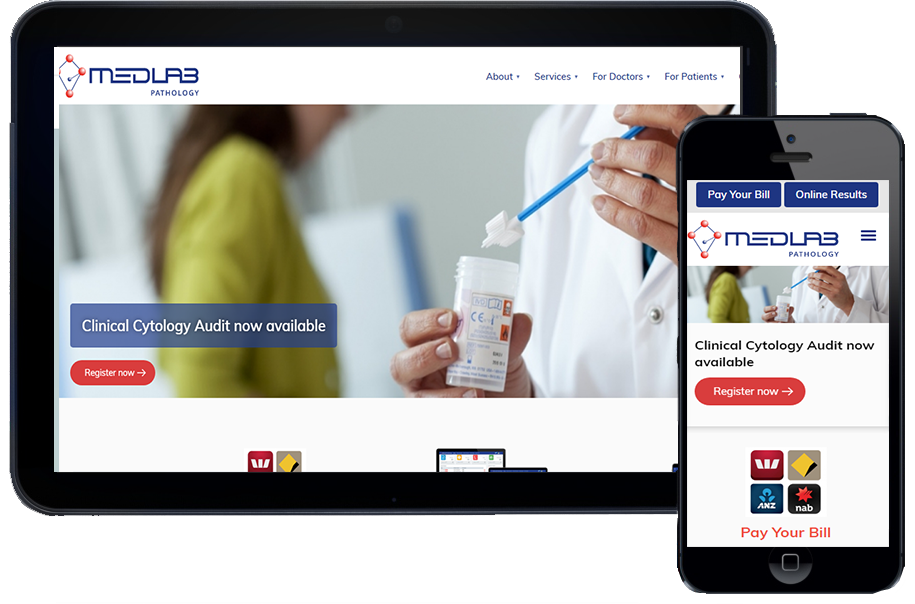 MEDLAB
PATHOLOGY
About
Services
For Doctors
For Patients
Clinical Cytology Audit now available
Register now →
CE
Pay Your Bill
Online Results
MEDLAB
PATHOLOGY
Clinical Cytology Audit now
available
Register now →
ANZ
nab
Pay Your Bill